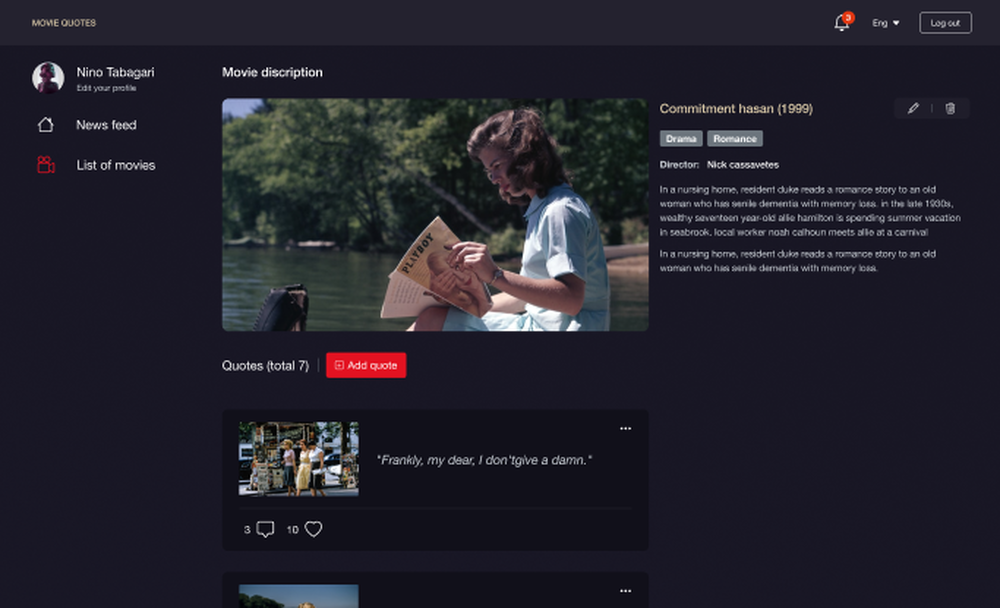 MOVIE QUOTES
3
Eng
Log out
Nino Tabagari
Edit your profile
News feed
List of movies
Movie discription
PLAYBOY
Commitment hasan (1999)
Drama
Romance
Director: Nick cassavetes
In a nursing home, resident duke reads a romance story to an old
woman who has senile dementia with memory loss. in the late 1930s,
wealthy seventeen year-old allie hamilton is spending summer vacation
in seabrook. local worker noah calhoun meets allie at a carnival
In a nursing home, resident duke reads a romance story to an old
woman who has senile dementia with memory loss.
Quotes (total 7)
Add quote
"Frankly, my dear, I don'tgive a damn."
3
10